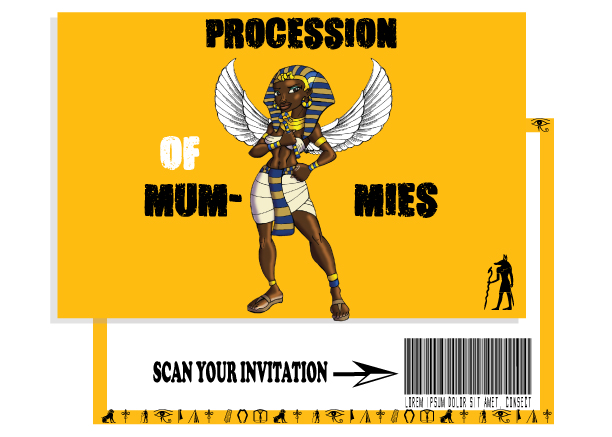 PROCESSION
OF
MUM- MIES
SCAN YOUR INVITATION
LOREM IPSUM DOLOR SIT AMET, CONSECT